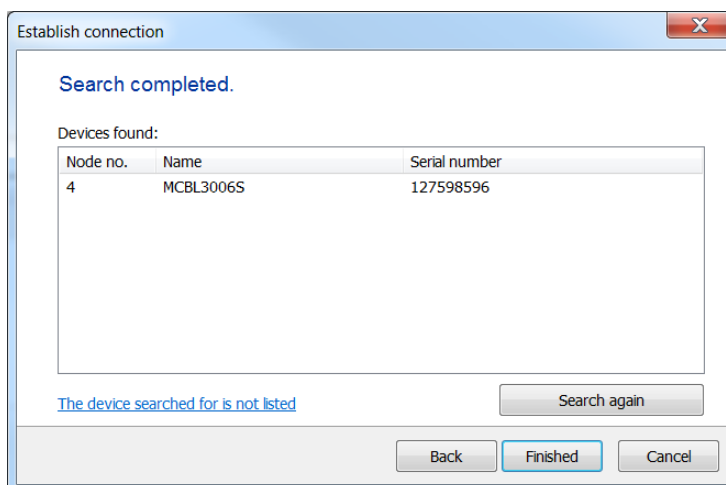 Establish connection
Search completed.
Devices found:
Node no. Name Serial number
4 MCBL3006S 127598596
The device searched for is not listed
Search again
Back Finished Cancel